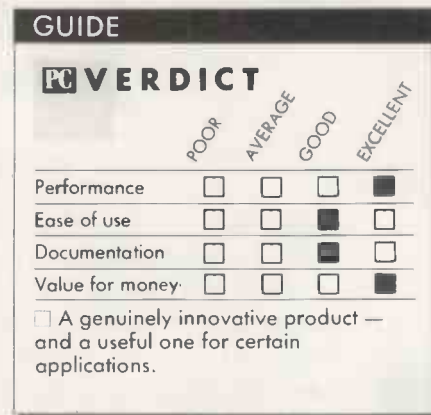 GUIDE
PC VERDICT
POOR AVERAGE GOOD EXCELLENT
Performance
Ease of use
Documentation
Value for money
A genuinely innovative product —
and a useful one for certain
applications.